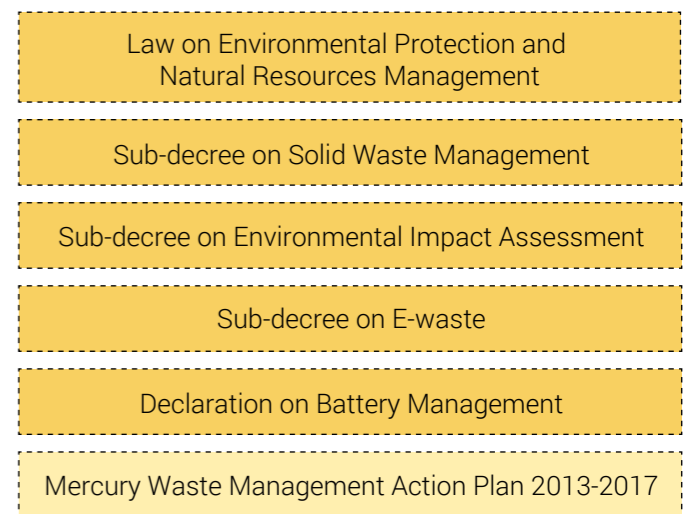 Law on Environmental Protection and
Natural Resources Management
Sub-decree on Solid Waste Management
Sub-decree on Environmental Impact Assessment
Sub-decree on E-waste
Declaration on Battery Management
Mercury Waste Management Action Plan 2013-2017